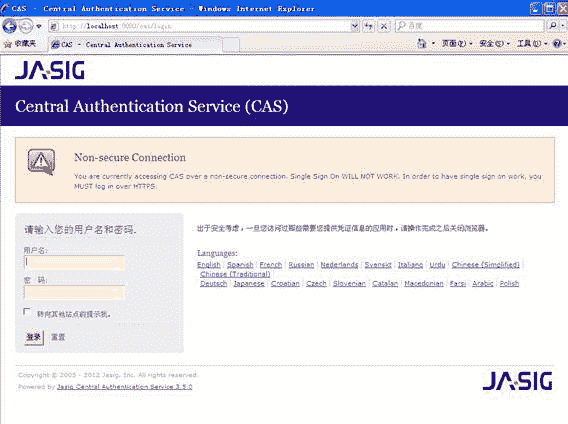 CAS - Central Authentication Service - Windows Internet Explorer
http://localhost:8080/cas/login
百度
收藏夹 CAS - Central Authentication Service 页面(P) 安全(S) 工具(O)
JASIG
Central Authentication Service (CAS)
Non-secure Connection
You are currently accessing CAS over a non-secure connection. Single Sign On WILL NOT WORK. In order to have single sign on work, you
MUST log in over HTTPS.
请输入您的用户名和密码.
用户名:
密 码:
转向其他站点前提示我。
登录 重置
出于安全考虑，一旦您访问过那些需要您提供凭证信息的应用时，请操作完成之后关闭浏览器。
Languages:
English Spanish French Russian Nederlands Svenskt Italiano Urdu Chinese (Simplified)
Chinese (Traditional)
Deutsch Japanese Croatian Czech Slovenian Catalan Macedonian Farsi Arabic Polish
Copyright © 2005 - 2012 Jasig, Inc. All rights reserved.
Powered by Jasig Central Authentication Service 3.5.0
JASIG